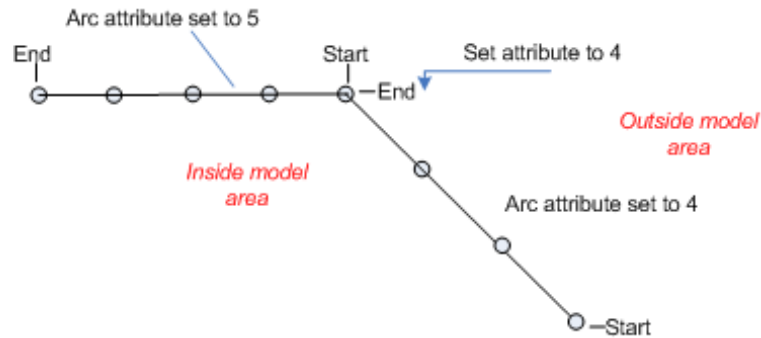 Arc attribute set to 5
End
Start
Set attribute to 4
End
Outside model
area
Inside model
area
Arc attribute set to 4
Start